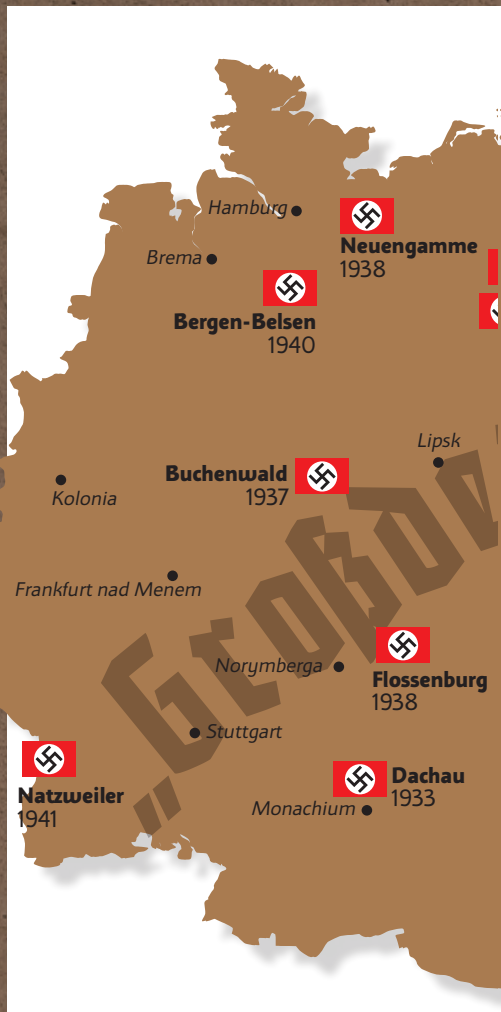 Hamburg
Neuengamme
1938
Brema
Bergen-Belsen
1940
Lipsk
Buchenwald
1937
Kolonia
Frankfurt nad Menem
„Großd
Norymberga
Flossenburg
1938
Stuttgart
Natzweiler
1941
Dachau
1933
Monachium